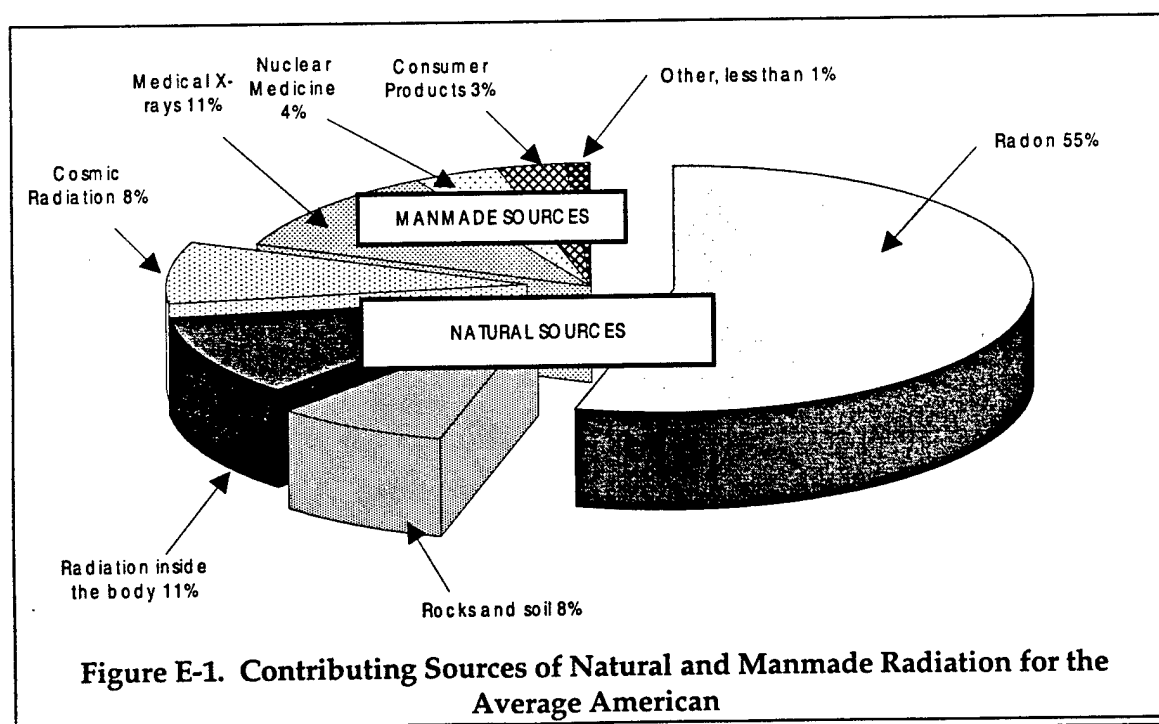 Nuclear
Medicine
4%
Medical X-
rays 11%
Consumer
Products 3%
Other, less than 1%
Radon 55%
Cosmic
Radiation 8%
MANMADE SOURCES
NATURAL SOURCES
Radiation inside
the body 11%
Rocks and soil 8%
Figure E-1. Contributing Sources of Natural and Manmade Radiation for the
Average American